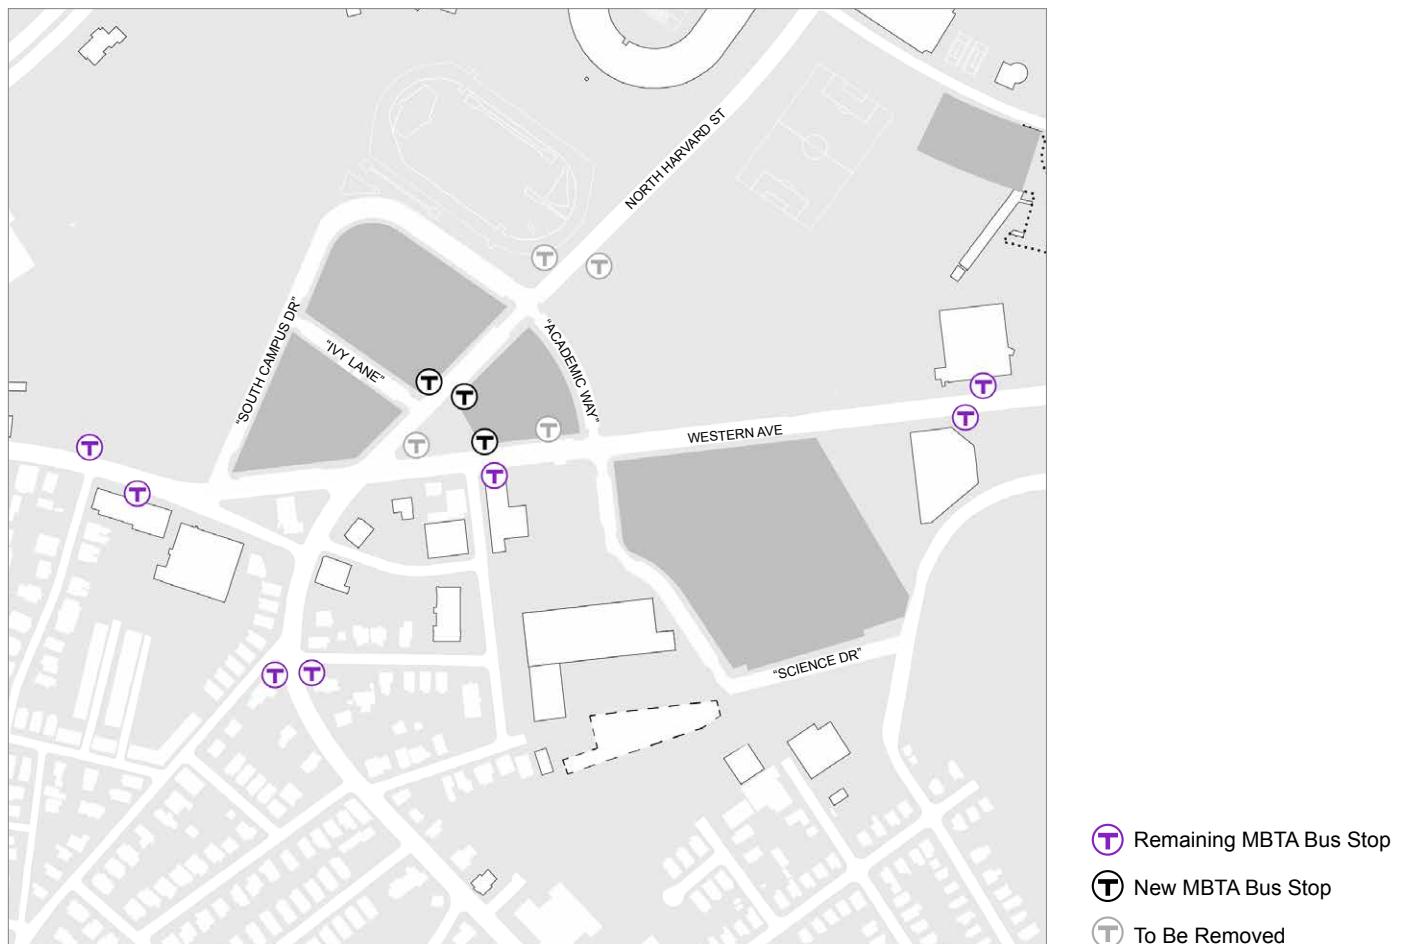 NORTH HARVARD ST
"SOUTH CAMPUS DR"
"IVY LANE"
"ACADEMIC WAY"
T
T
T
T
T
T
T
T
WESTERN AVE
T
T
T
T
T
"SCIENCE DR"
T
T
T Remaining MBTA Bus Stop
T New MBTA Bus Stop
T To Be Removed